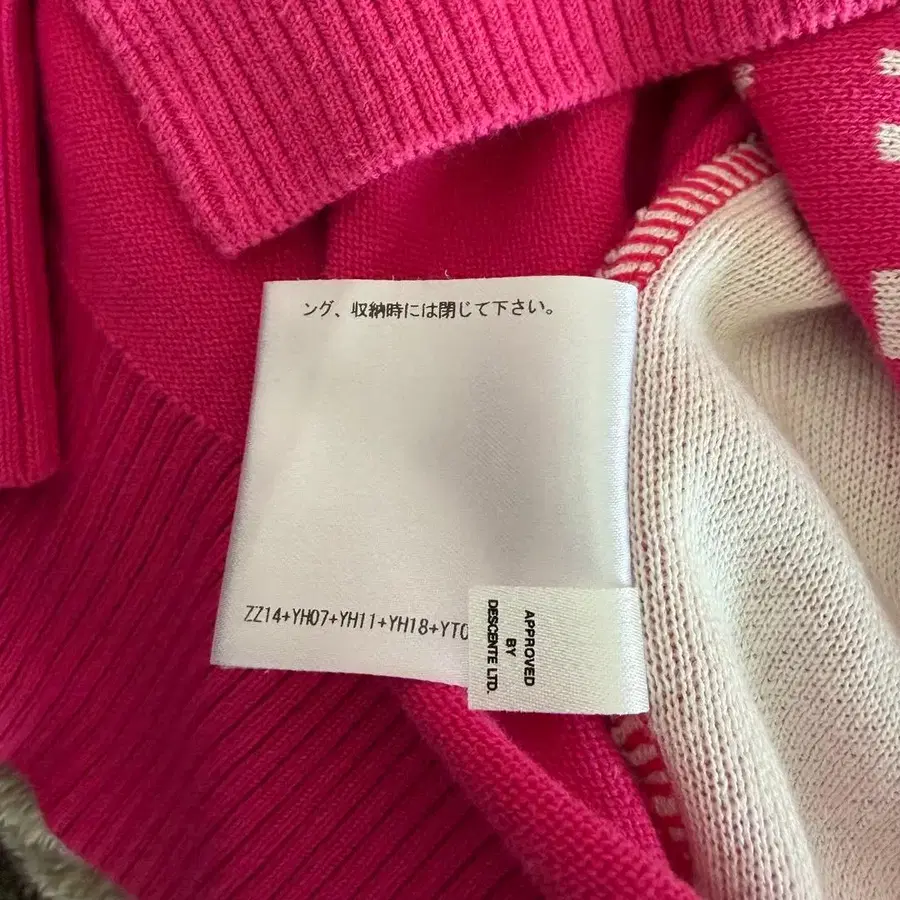 ング、収納時には閉じて下さい。
ZZ14+YH07+YH11+YH18+YT0
APPROVED
BY
DESCENTE LTD.